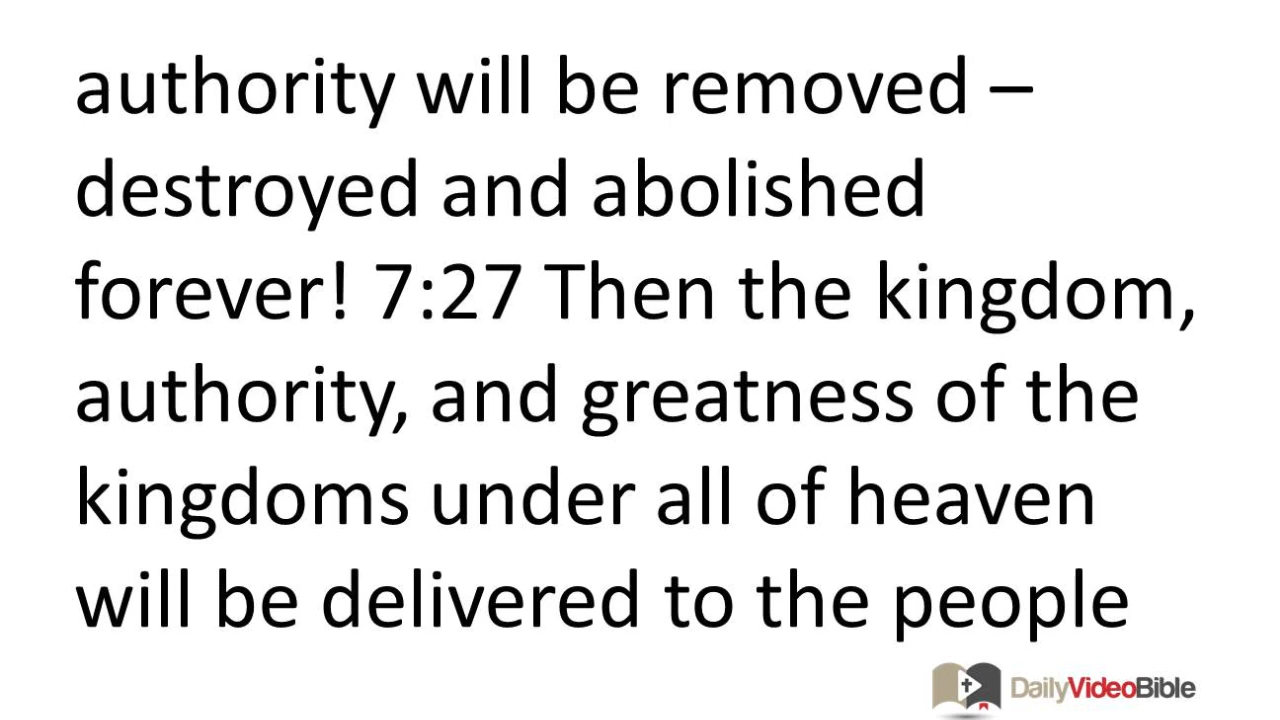 authority will be removed –
destroyed and abolished
forever! 7:27 Then the kingdom,
authority, and greatness of the
kingdoms under all of heaven
will be delivered to the people
DailyVideoBible